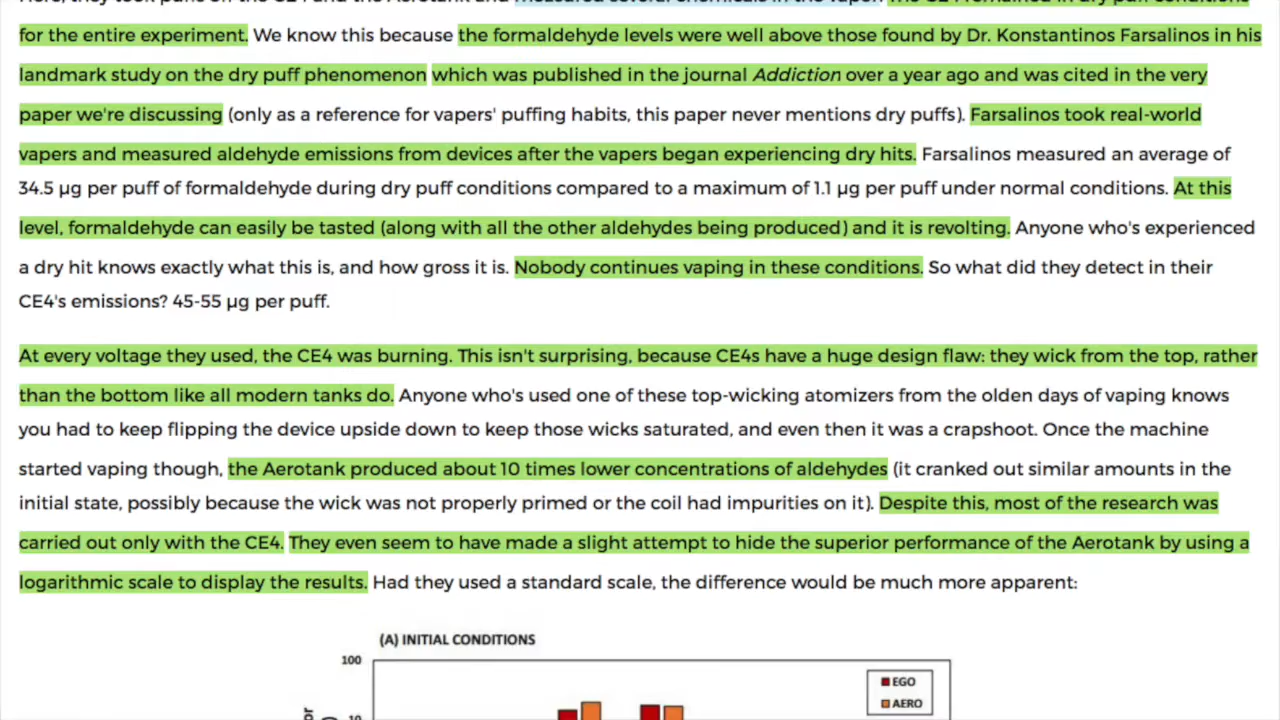 for the entire experiment. We know this because the formaldehyde levels were well above those found by Dr. Konstantinos Farsalinos in his
landmark study on the dry puff phenomenon which was published in the journal Addiction over a year ago and was cited in the very
paper we're discussing (only as a reference for vapers' puffing habits, this paper never mentions dry puffs). Farsalinos took real-world
vapers and measured aldehyde emissions from devices after the vapers began experiencing dry hits. Farsalinos measured an average of
34.5 µg per puff of formaldehyde during dry puff conditions compared to a maximum of 1.1 µg per puff under normal conditions. At this
level, formaldehyde can easily be tasted (along with all the other aldehydes being produced) and it is revolting. Anyone who's experienced
a dry hit knows exactly what this is, and how gross it is. Nobody continues vaping in these conditions. So what did they detect in their
CE4's emissions? 45-55 µg per puff.
At every voltage they used, the CE4 was burning. This isn't surprising, because CE4s have a huge design flaw: they wick from the top, rather
than the bottom like all modern tanks do. Anyone who's used one of these top-wicking atomizers from the olden days of vaping knows
you had to keep flipping the device upside down to keep those wicks saturated, and even then it was a crapshoot. Once the machine
started vaping though, the Aerotank produced about 10 times lower concentrations of aldehydes (it cranked out similar amounts in the
initial state, possibly because the wick was not properly primed or the coil had impurities on it). Despite this, most of the research was
carried out only with the CE4. They even seem to have made a slight attempt to hide the superior performance of the Aerotank by using a
logarithmic scale to display the results. Had they used a standard scale, the difference would be much more apparent:
(A) INITIAL CONDITIONS
100
EGO
AERO
10